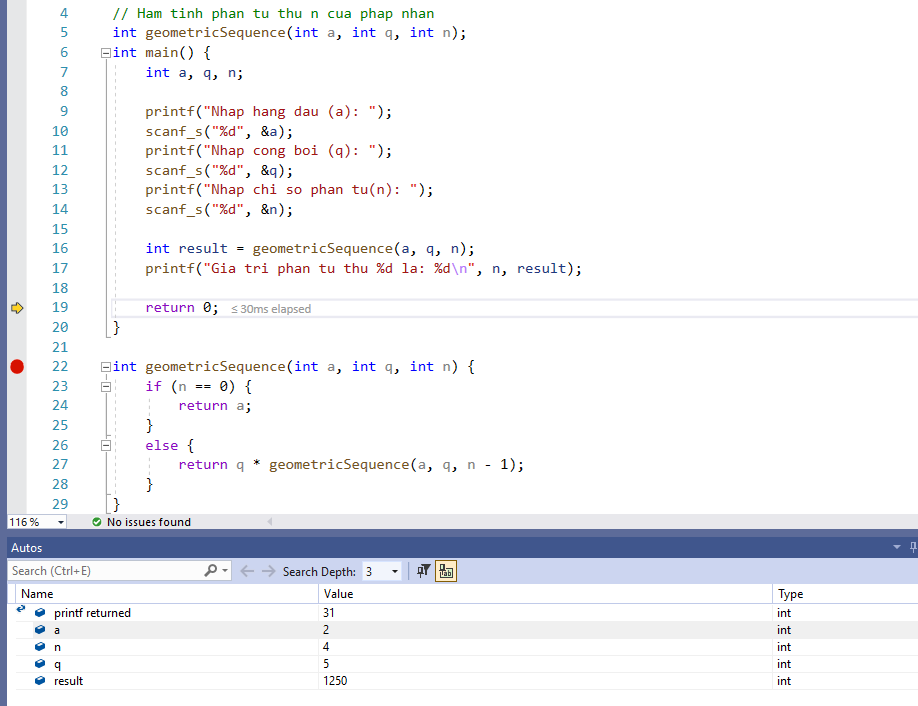 4 // Ham tinh phan tu thu n cua phap nhan
5 int geometricSequence(int a, int q, int n);
6 int main() {
7 int a, q, n;
8
9 printf("Nhap hang dau (a): ");
10 scanf_s("%d", &a);
11 printf("Nhap cong boi (q): ");
12 scanf_s("%d", &q);
13 printf("Nhap chi so phan tu(n): ");
14 scanf_s("%d", &n);
15
16 int result = geometricSequence(a, q, n);
17 printf("Gia tri phan tu thu %d la: %d\n", n, result);
18
19 return 0; ≤ 30ms elapsed
20 }
21
22 int geometricSequence(int a, int q, int n) {
23 if (n == 0) {
24 return a;
25 }
26 else {
27 return q * geometricSequence(a, q, n - 1);
28 }
29 }
116 % No issues found
Autos
Search (Ctrl+E) Search Depth: 3
Name Value Type
printf returned 31 int
a 2 int
n 4 int
q 5 int
result 1250 int